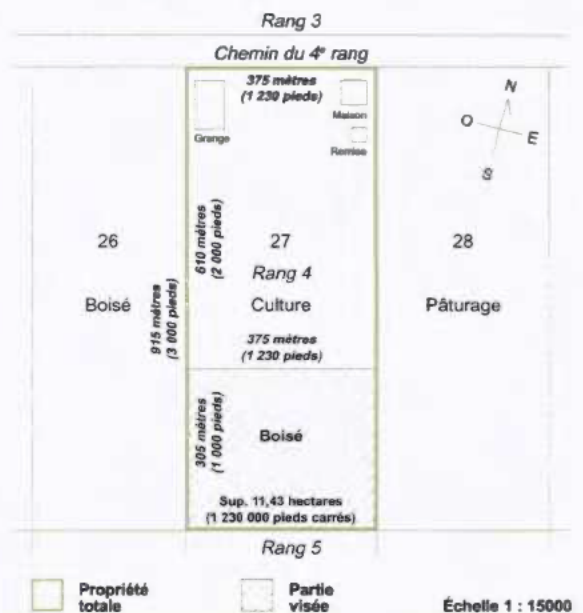 Rang 3
Chemin du 4e rang
375 mètres
(1 230 pieds)
Grange
Maison
Remise
N
O
E
S
610 mètres
(2 000 pieds)
26
27
28
Rang 4
Boisé
Culture
Pâturage
915 mètres
(3 000 pieds)
375 mètres
(1 230 pieds)
305 mètres
(1 000 pieds)
Boisé
Sup. 11,43 hectares
(1 230 000 pieds carrés)
Rang 5
Propriété
totale
Partie
visée
Échelle 1 : 15000